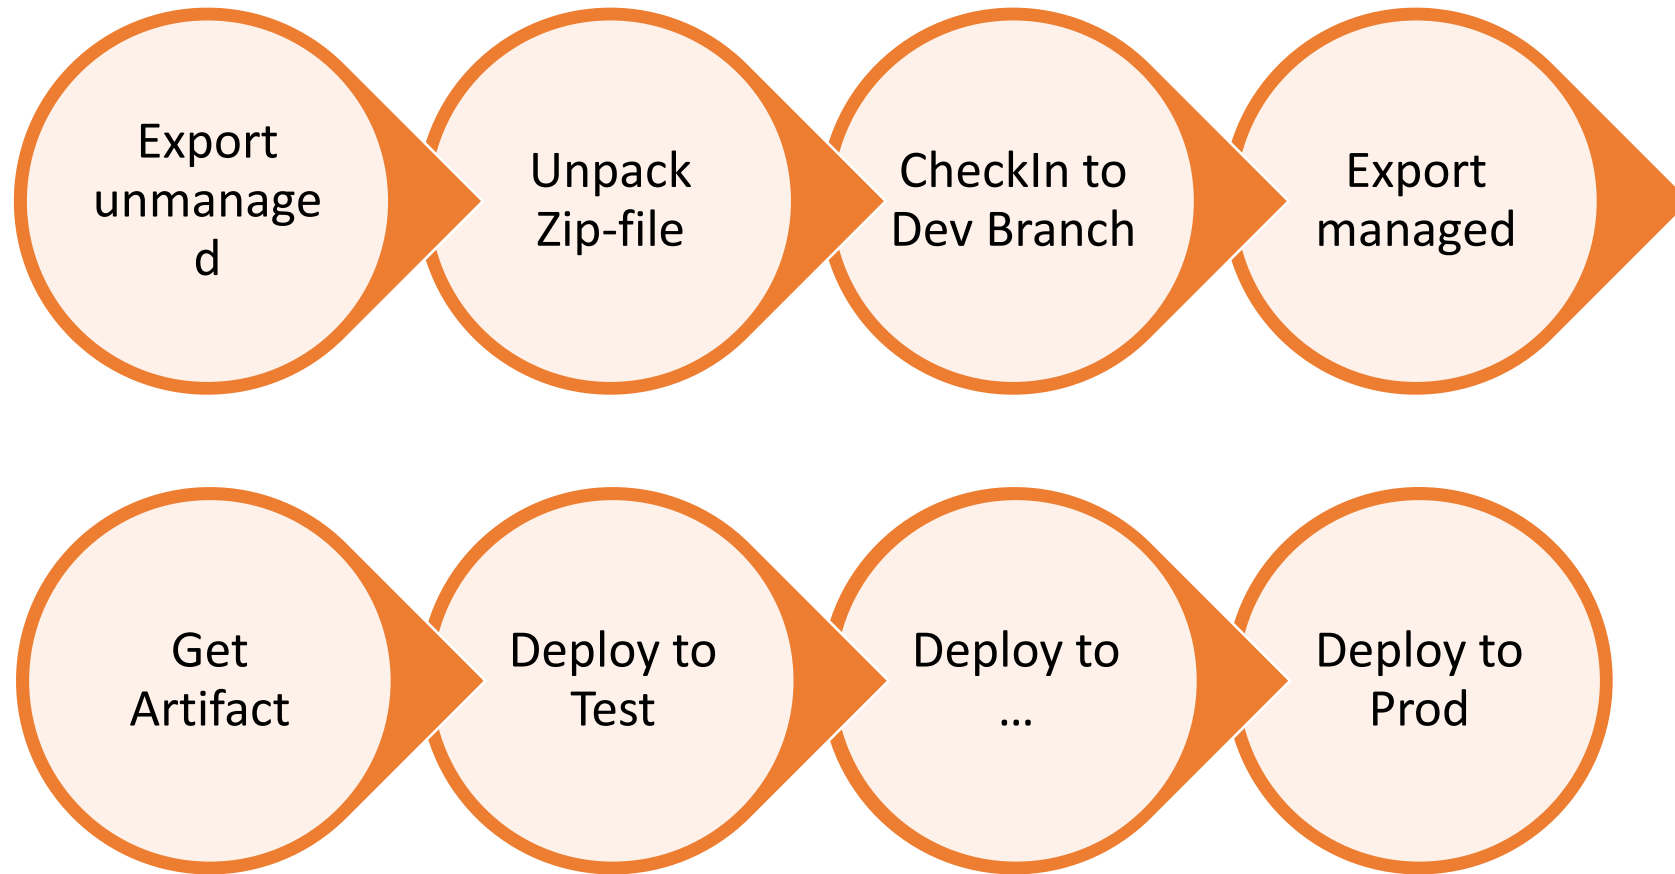 Export
unmanage
d
Unpack
Zip-file
CheckIn to
Dev Branch
Export
managed
Get
Artifact
Deploy to
Test
Deploy to
...
Deploy to
Prod